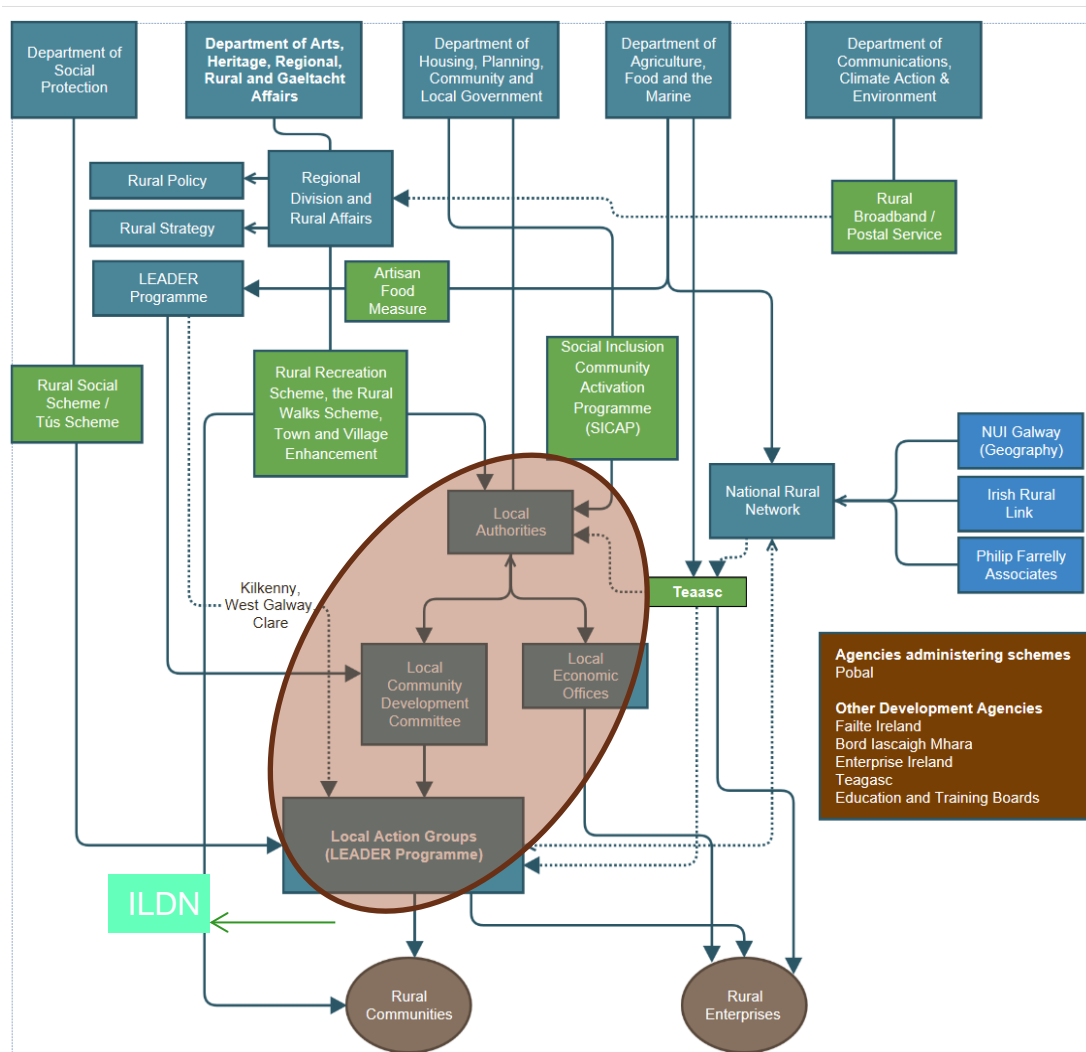 Department of
Social
Protection
Department of Arts,
Heritage, Regional,
Rural and Gaeltacht
Affairs
Department of
Housing, Planning,
Community and
Local Government
Department of
Agriculture,
Food and the
Marine
Department of
Communications,
Climate Action &
Environment
Rural Policy
Rural Strategy
Regional
Division and
Rural Affairs
Rural
Broadband /
Postal Service
LEADER
Programme
Artisan
Food
Measure
Rural Social
Scheme /
Tús Scheme
Rural Recreation
Scheme, the Rural
Walks Scheme,
Town and Village
Enhancement
Social Inclusion
Community
Activation
Programme
(SICAP)
NUI Galway
(Geography)
Irish Rural
Link
Philip Farrelly
Associates
National Rural
Network
Local
Authorities
Teaasc
Kilkenny,
West Galway,
Clare
Local
Community
Development
Committee
Local
Economic
Offices
Agencies administering schemes
Pobal
Other Development Agencies
Failte Ireland
Bord Iascaigh Mhara
Enterprise Ireland
Teagasc
Education and Training Boards
Local Action Groups
(LEADER Programme)
ILDN
Rural
Communities
Rural
Enterprises